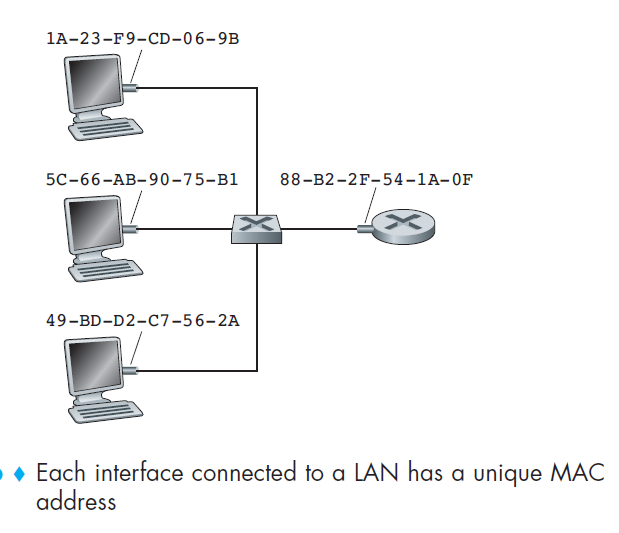 1A-23-F9-CD-06-9B
5C-66-AB-90-75-B1
88-B2-2F-54-1A-0F
49-BD-D2-C7-56-2A
♦ Each interface connected to a LAN has a unique MAC
address